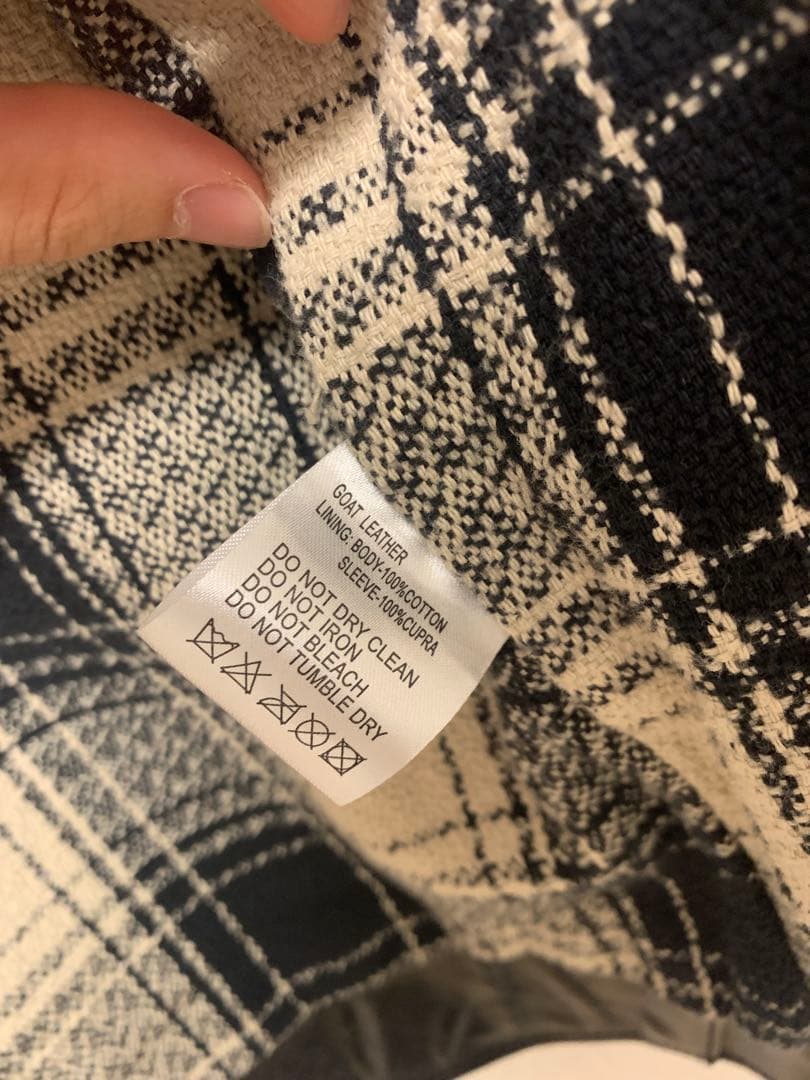 GOAT LEATHER
LINING: BODY-100%COTTON
SLEEVE-100%CUPRA
DO NOT DRY CLEAN
DO NOT IRON
DO NOT BLEACH
DO NOT TUMBLE DRY